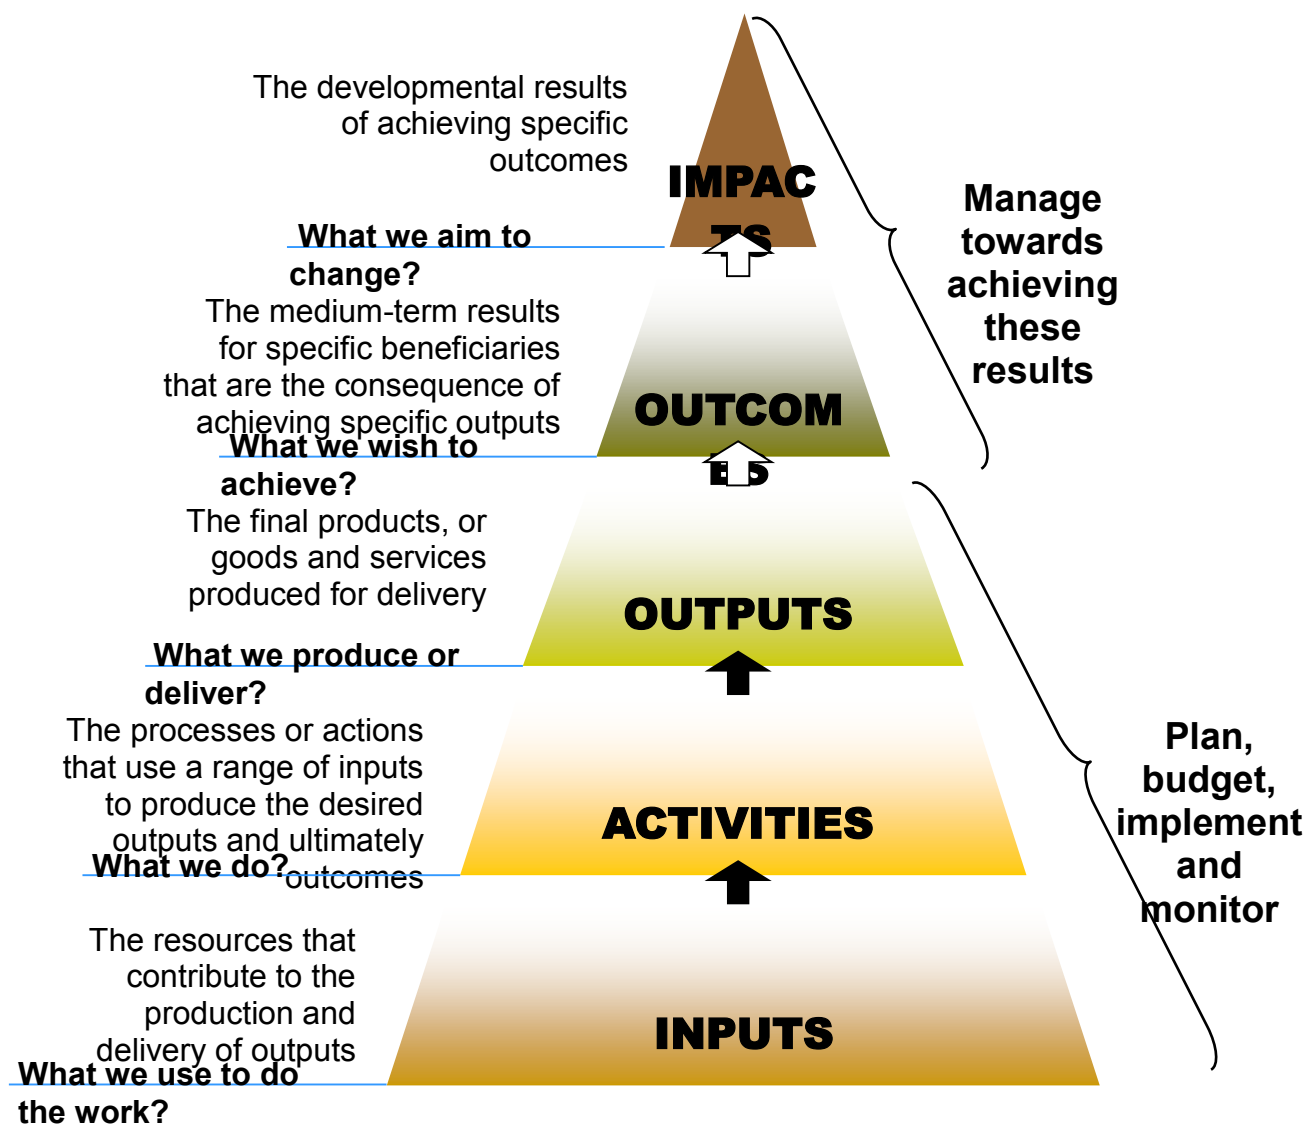 The developmental results
of achieving specific
outcomes
IMPAC
TS
What we aim to
change?
The medium-term results
for specific beneficiaries
that are the consequence of
achieving specific outputs
OUTCOM
ES
What we wish to
achieve?
Manage
towards
achieving
these
results
The final products, or
goods and services
produced for delivery
OUTPUTS
What we produce or
deliver?
The processes or actions
that use a range of inputs
to produce the desired
outputs and ultimately
outcomes
ACTIVITIES
What we do?
Plan,
budget,
implement
and
monitor
The resources that
contribute to the
production and
delivery of outputs
INPUTS
What we use to do
the work?